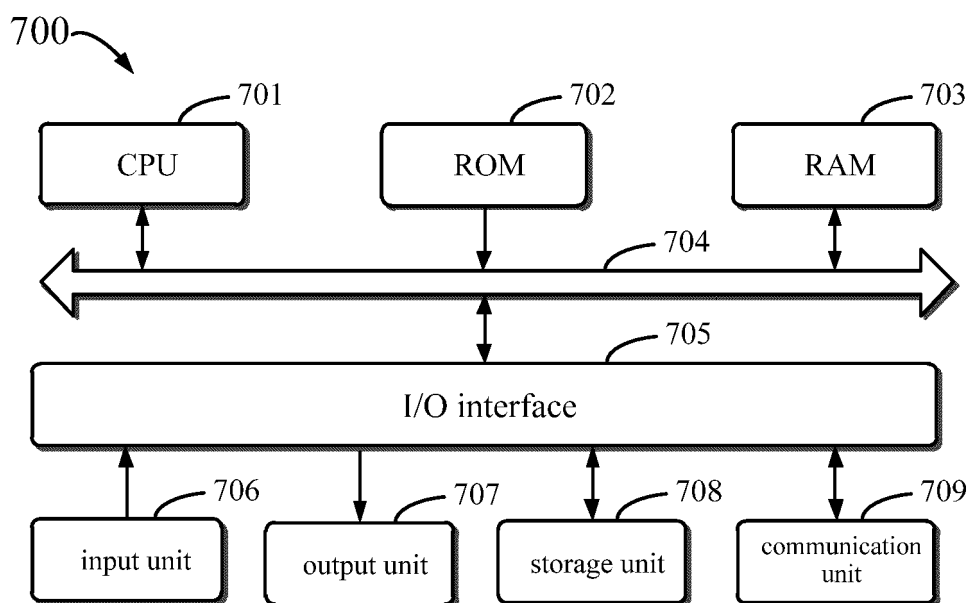 700
701
702
703
CPU
ROM
RAM
704
705
I/O interface
706
707
708
709
input unit
output unit
storage unit
communication
unit